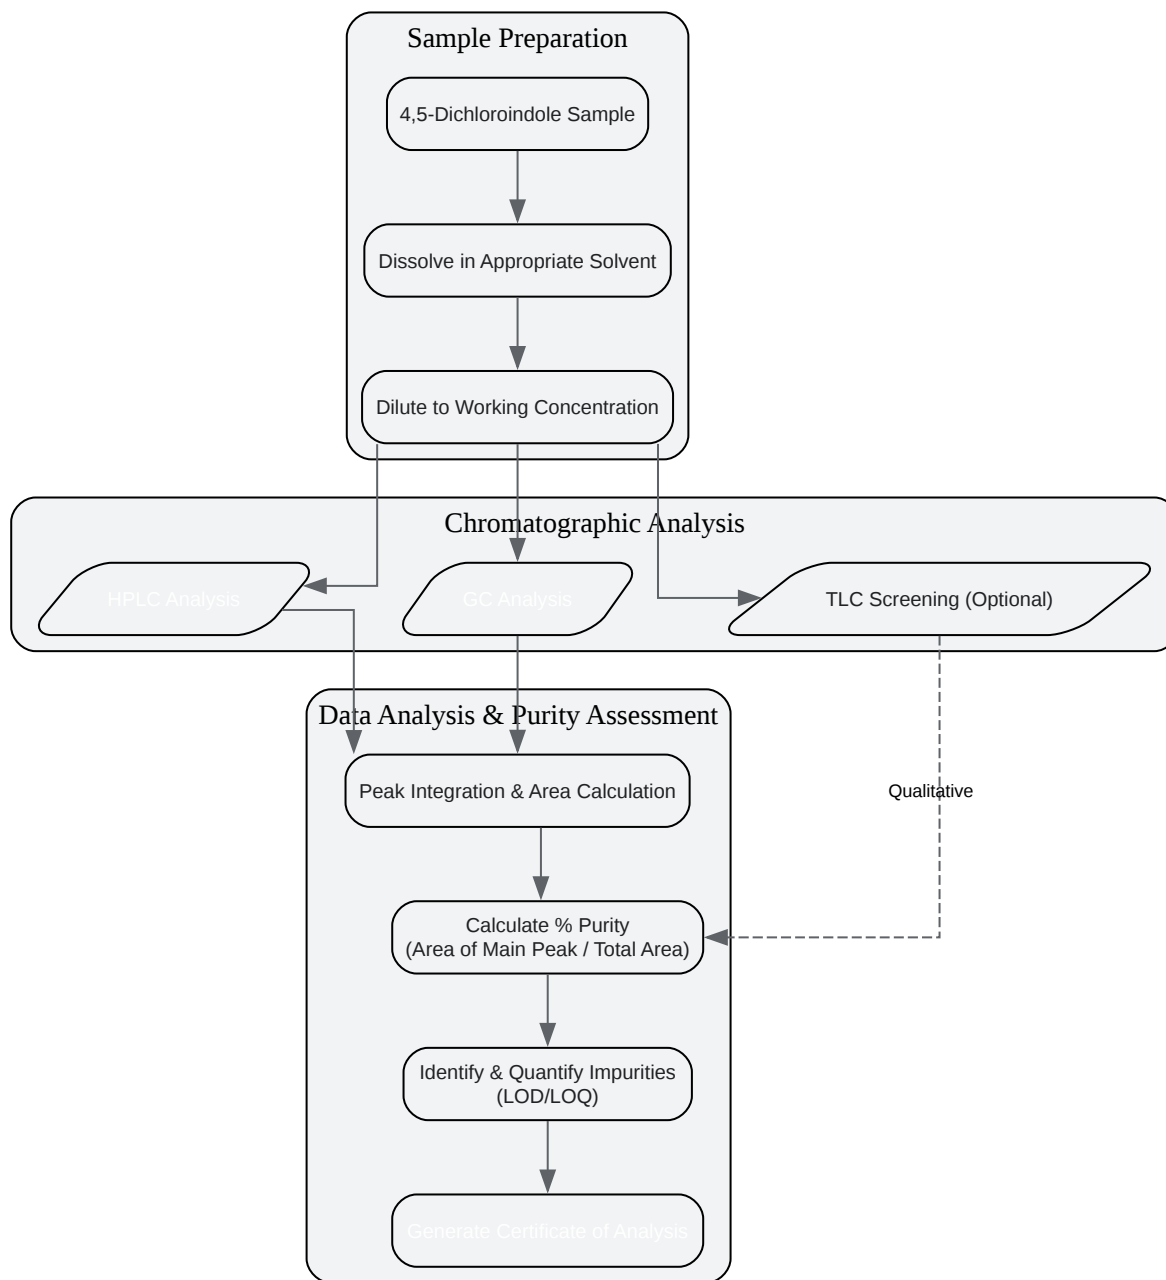 Sample Preparation
4,5-Dichloroindole Sample
Dissolve in Appropriate Solvent
Dilute to Working Concentration
Chromatographic Analysis
HPLC Analysis
GC Analysis
TLC Screening (Optional)
Data Analysis & Purity Assessment
Peak Integration & Area Calculation
Qualitative
Calculate % Purity
(Area of Main Peak / Total Area)
Identify & Quantify Impurities
(LOD/LOQ)
Generate Certificate of Analysis